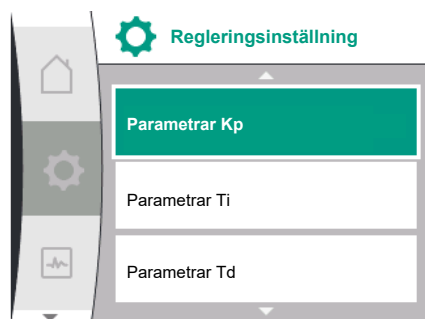 Regleringsinställning
Parametrar Kp
Parametrar Ti
Parametrar Td